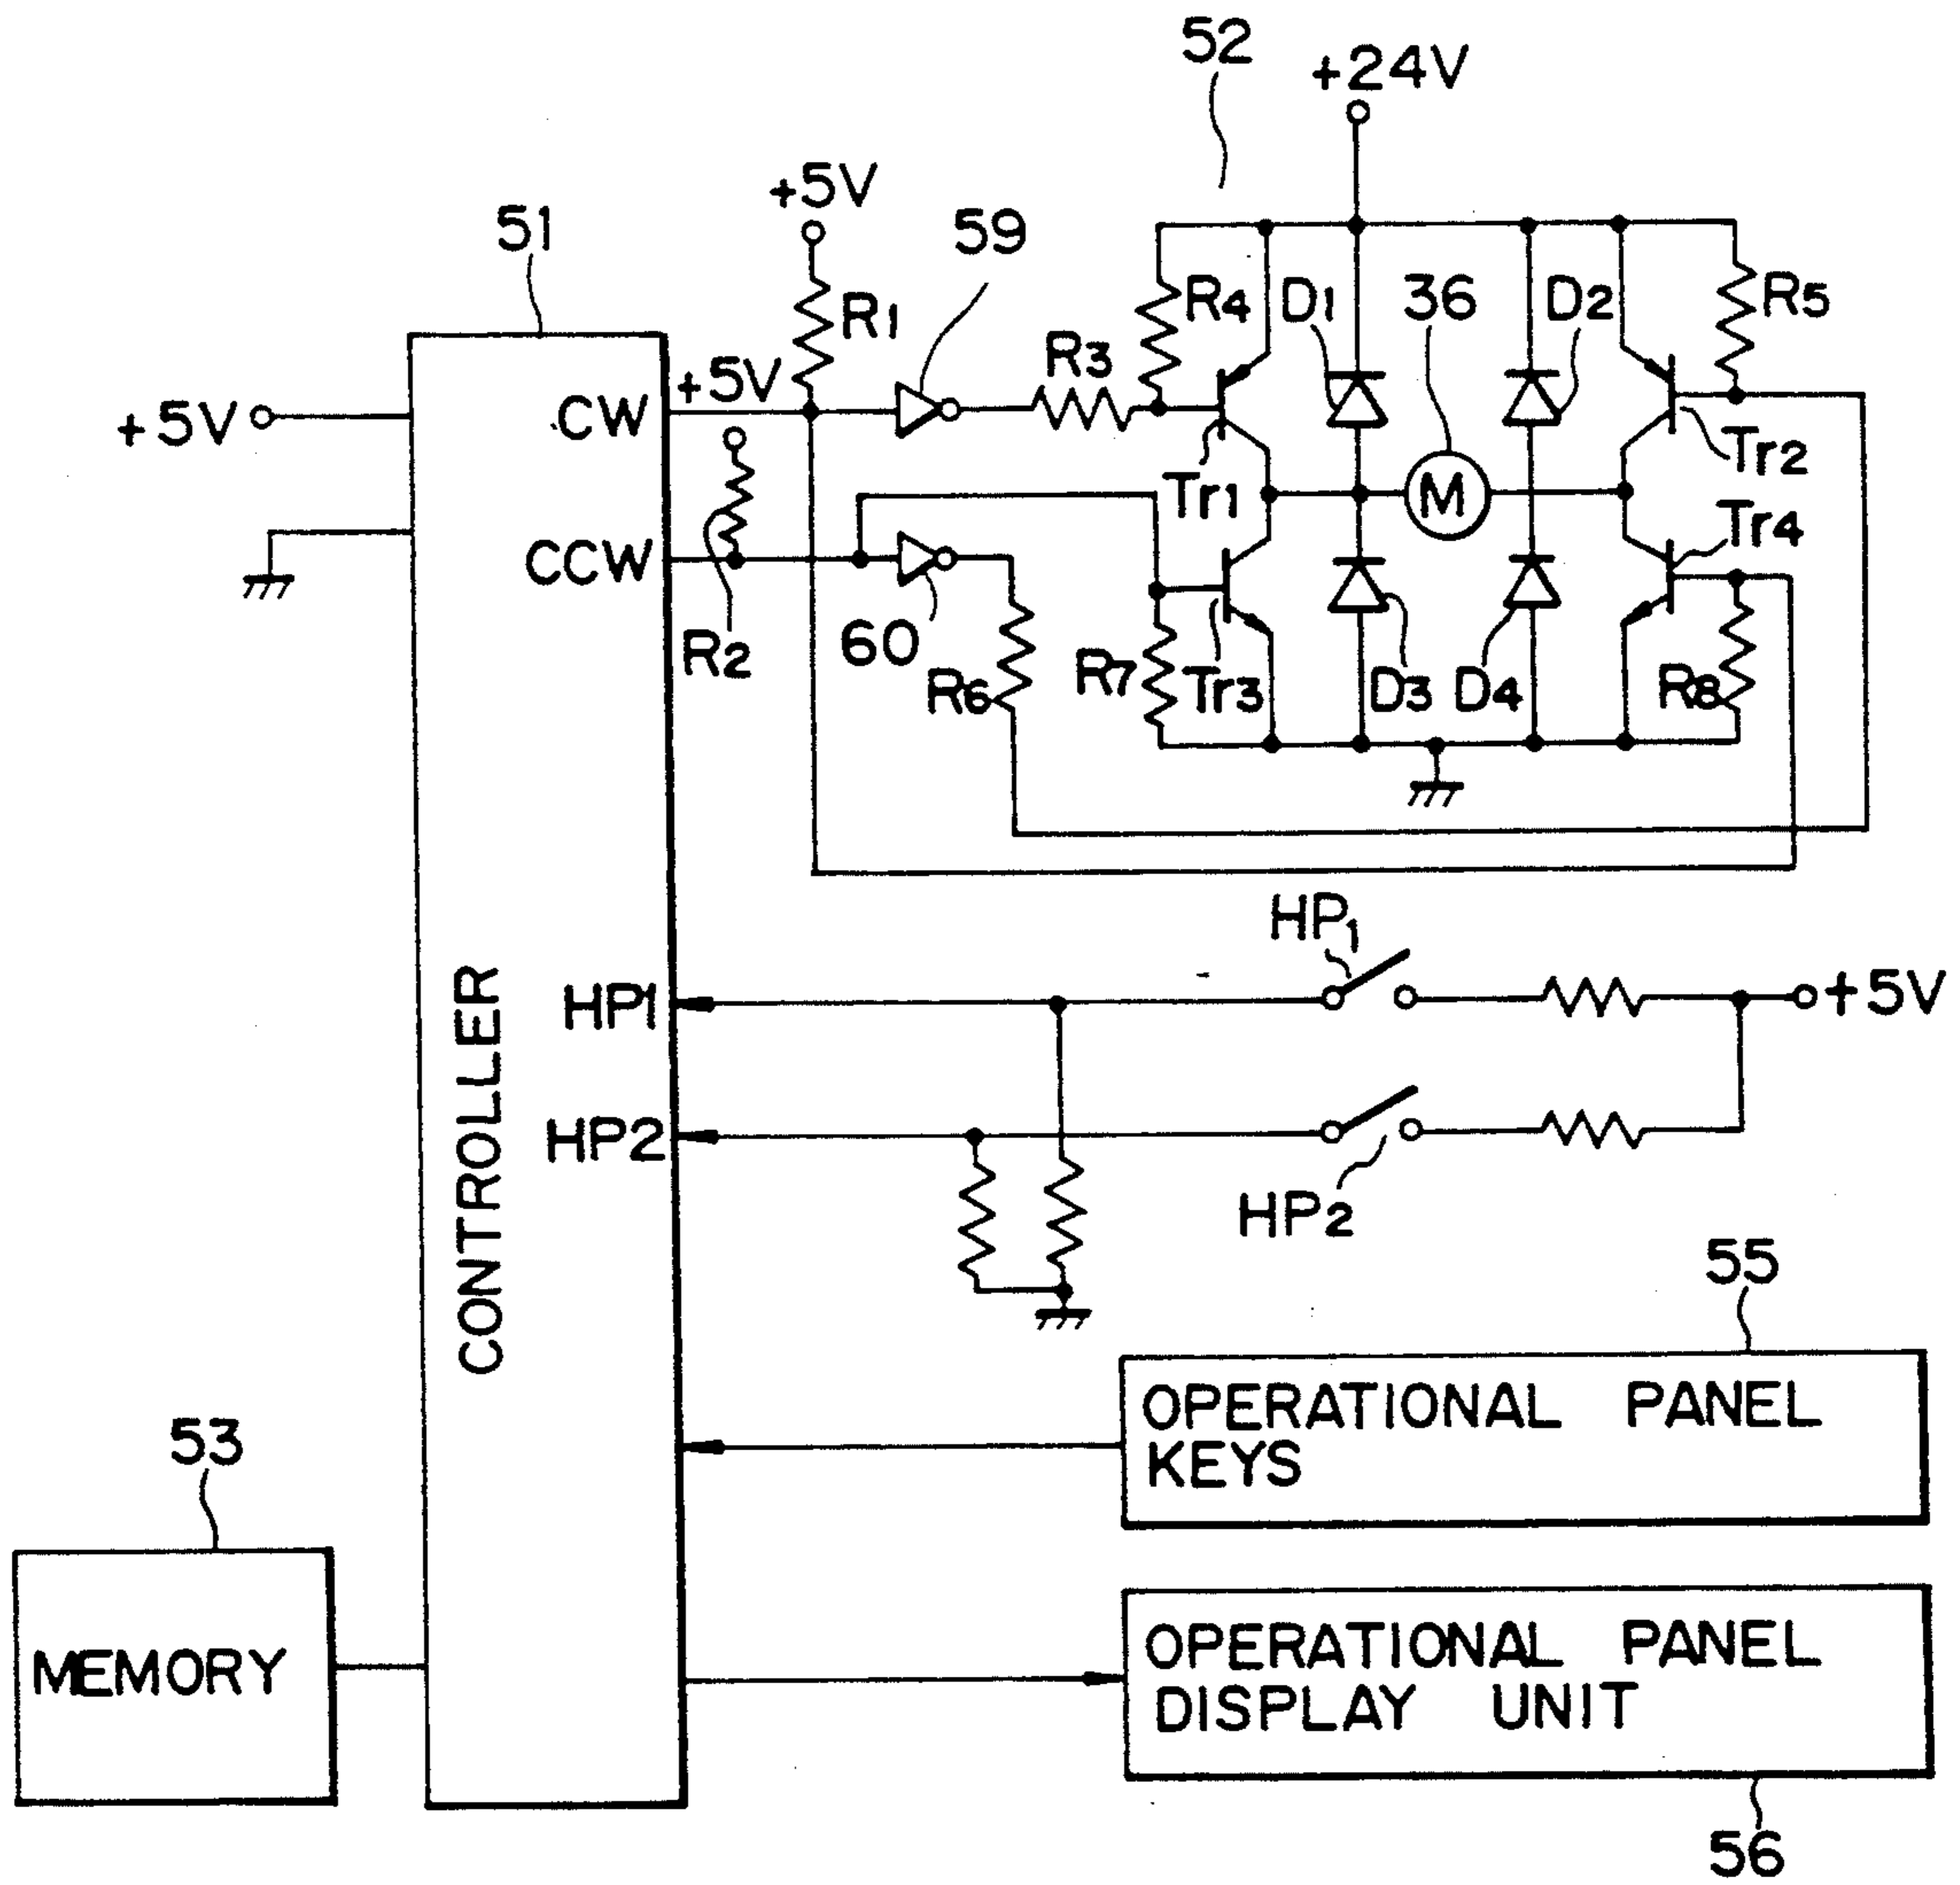 52
+24V
+5V
59
51
R1
R4
D1
36
D2
R5
+5V
R3
+5V
CW
Tr1
M
Tr2
Tr4
CCW
R2
60
R6
R7
Tr3
D3
D4
R8
HP1
HP1
+5V
CONTROLLER
HP2
HP2
55
OPERATIONAL PANEL
KEYS
53
MEMORY
OPERATIONAL PANEL
DISPLAY UNIT
56